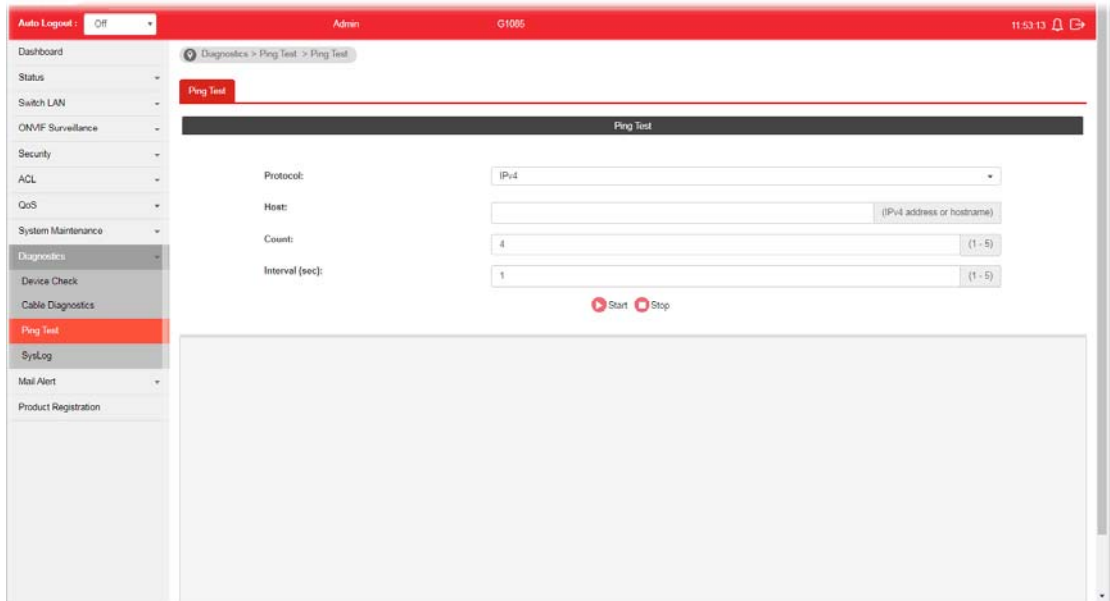 Auto Logout : Off Admin G1085 11:53:13
Dashboard
Status
Switch LAN
ONVIF Surveillance
Security
ACL
QoS
System Maintenance
Diagnostics
Device Check
Cable Diagnostics
Ping Test
SysLog
Mail Alert
Product Registration
Diagnostics > Ping Test > Ping Test
Ping Test
Ping Test
Protocol: IPv4
Host: (IPv4 address or hostname)
Count: 4 (1 - 5)
Interval (sec): 1 (1 - 5)
Start Stop